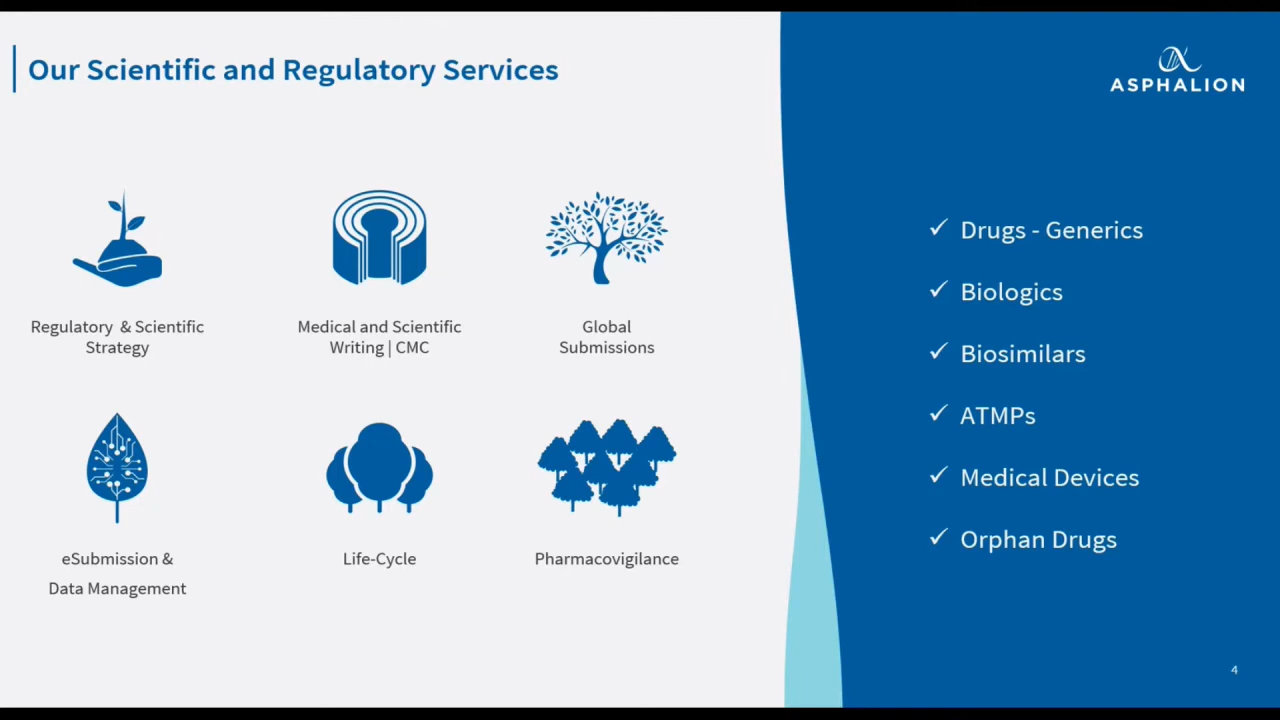 Our Scientific and Regulatory Services
ASPHALION
Regulatory & Scientific
Strategy
Medical and Scientific
Writing | CMC
Global
Submissions
eSubmission &
Data Management
Life-Cycle
Pharmacovigilance
✓ Drugs - Generics
✓ Biologics
✓ Biosimilars
✓ ATMPs
✓ Medical Devices
✓ Orphan Drugs
4